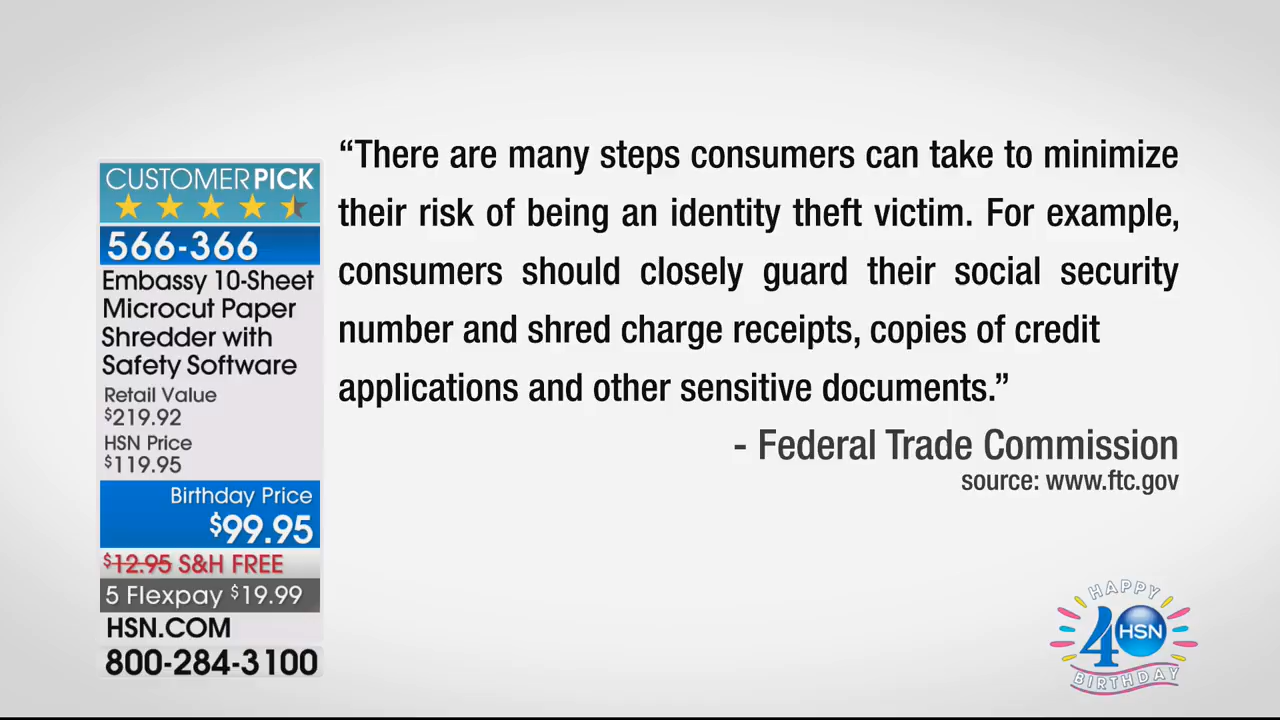 CUSTOMER PICK
566-366
Embassy 10-Sheet
Microcut Paper
Shredder with
Safety Software
Retail Value
$219.92
HSN Price
$119.95
Birthday Price
$99.95
$12.95 S&H FREE
5 Flexpay $19.99
HSN.COM
800-284-3100
“There are many steps consumers can take to minimize
their risk of being an identity theft victim. For example,
consumers should closely guard their social security
number and shred charge receipts, copies of credit
applications and other sensitive documents.”
- Federal Trade Commission
source: www.ftc.gov
HAPPY
40 HSN
BIRTHDAY